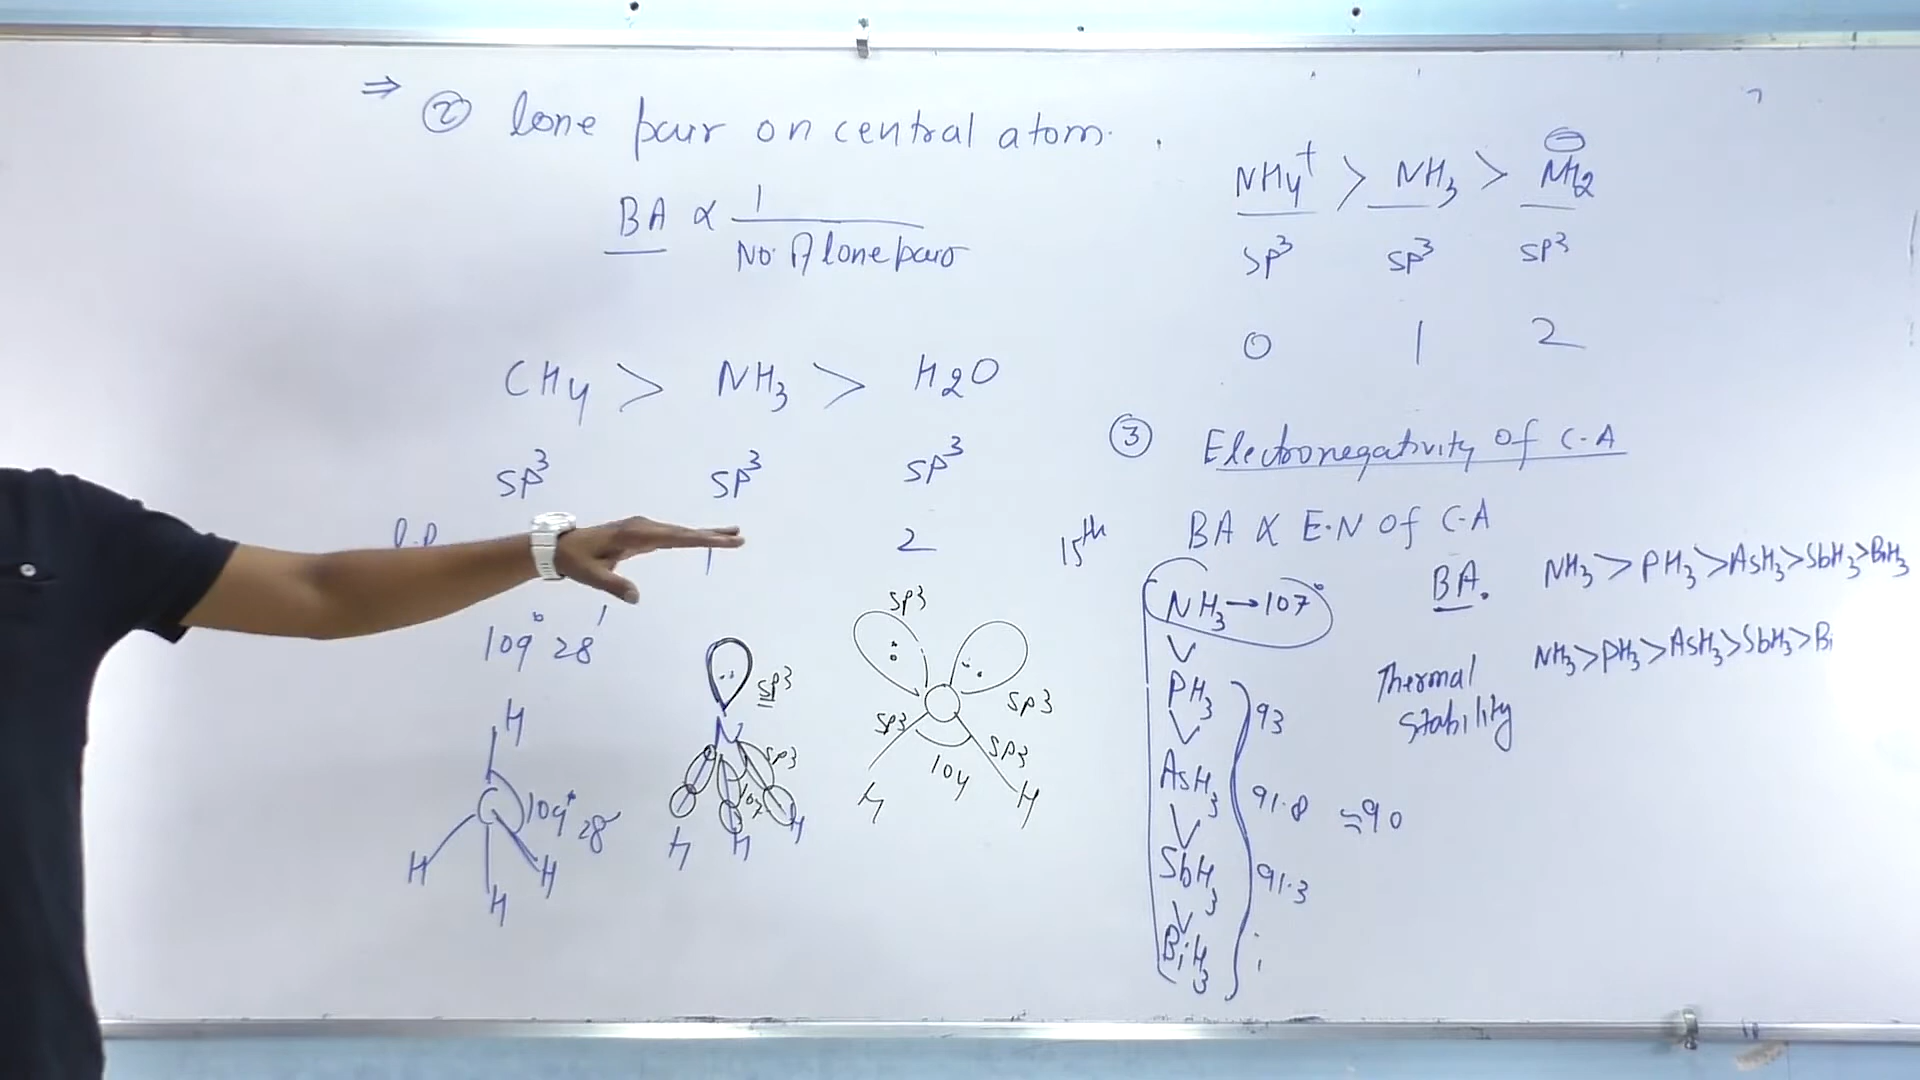 ⇒ ② lone pair on central atom.
BA ∝ 1
No. of lone pair
CH4 > NH3 > H2O
sp³ sp³ sp³
l.p 1 2
109° 28'
H
C 109° 28'
H H H
sp3
N
sp3
107
H H H
sp3
sp3 sp3
sp3
104
H H
NH4⁺ > NH3 > NH2⊖
sp³ sp³ sp³
0 1 2
③ Electronegativity of C-A
BA ∝ E.N of C.A
15th
NH3→107°
V
PH3 93
V
AsH3 91.8 ≈90
V
SbH3 91.3
V
BiH3
BA. NH3 > PH3 > AsH3 > SbH3 > BiH3
Thermal stability NH3 > PH3 > AsH3 > SbH3 > Bi